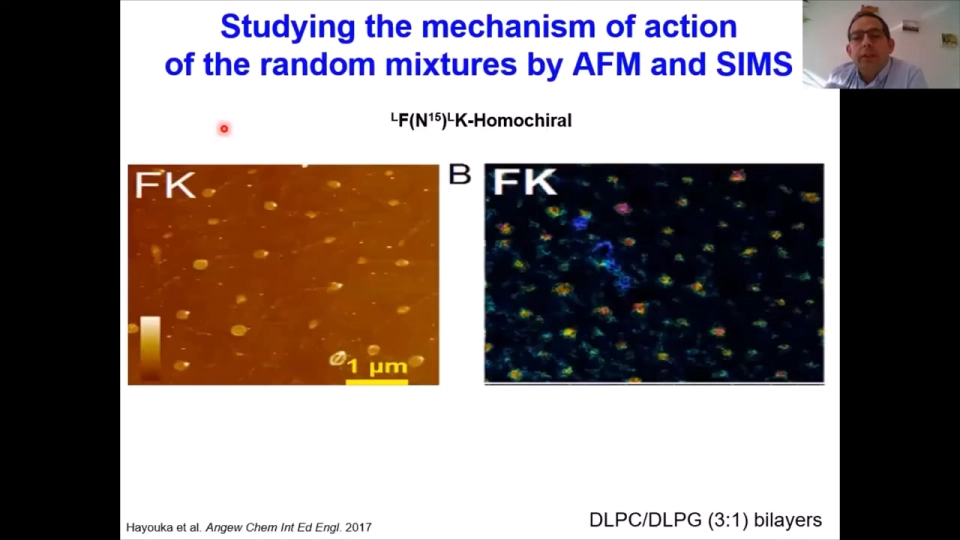 Studying the mechanism of action
of the random mixtures by AFM and SIMS
ᴸF(N¹⁵)ᴸK-Homochiral
FK
B
FK
1 µm
Hayouka et al. Angew Chem Int Ed Engl. 2017
DLPC/DLPG (3:1) bilayers